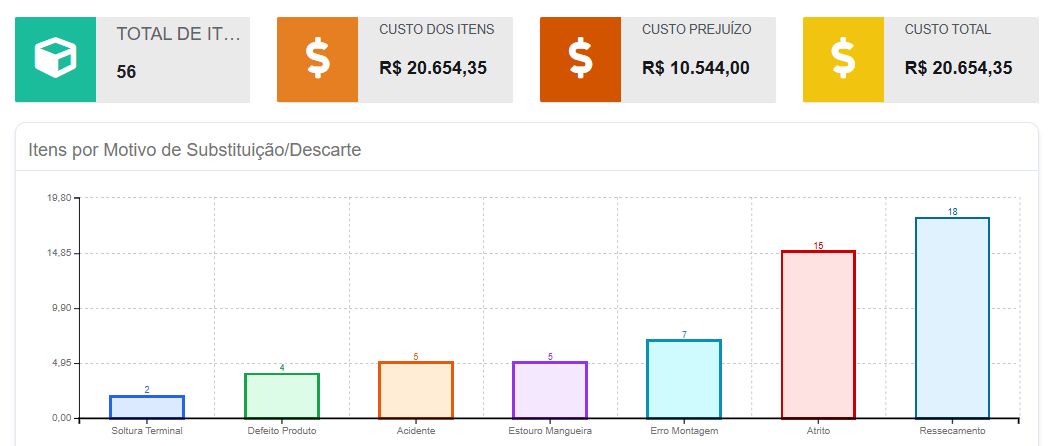 TOTAL DE IT...
56
CUSTO DOS ITENS
R$ 20.654,35
CUSTO PREJUÍZO
R$ 10.544,00
CUSTO TOTAL
R$ 20.654,35
Itens por Motivo de Substituição/Descarte
19,80
14,85
9,90
4,95
0,00
2
4
5
5
7
15
18
Soltura Terminal
Defeito Produto
Acidente
Estouro Mangueira
Erro Montagem
Atrito
Ressecamento